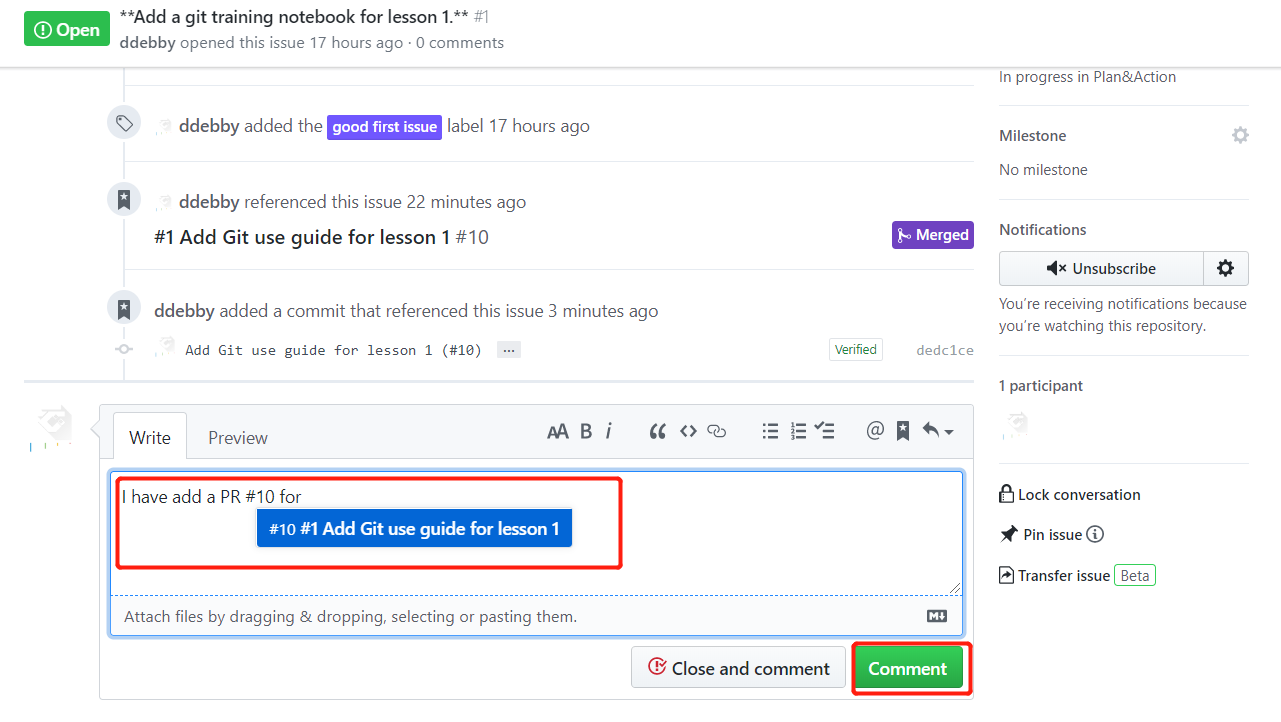 Open
**Add a git training notebook for lesson 1.** #1
ddebby opened this issue 17 hours ago · 0 comments
In progress in Plan&Action
ddebby added the good first issue label 17 hours ago
Milestone
No milestone
ddebby referenced this issue 22 minutes ago
#1 Add Git use guide for lesson 1 #10
Merged
Notifications
Unsubscribe
You're receiving notifications because
you're watching this repository.
ddebby added a commit that referenced this issue 3 minutes ago
Add Git use guide for lesson 1 (#10) ...
Verified
dedc1ce
1 participant
Write
Preview
AA B i
I have add a PR #10 for
#10 #1 Add Git use guide for lesson 1
Attach files by dragging & dropping, selecting or pasting them.
Close and comment
Comment
Lock conversation
Pin issue
Transfer issue Beta